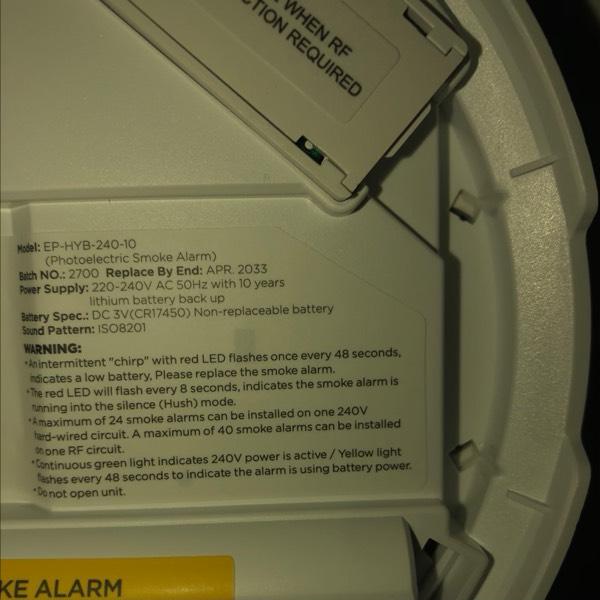 WHEN RF
CTION REQUIRED
Model: EP-HYB-240-10
(Photoelectric Smoke Alarm)
Batch NO.: 2700 Replace By End: APR. 2033
Power Supply: 220-240V AC 50Hz with 10 years
lithium battery back up
Battery Spec.: DC 3V(CR17450) Non-replaceable battery
Sound Pattern: ISO8201
WARNING:
•An intermittent "chirp" with red LED flashes once every 48 seconds,
indicates a low battery, Please replace the smoke alarm.
•The red LED will flash every 8 seconds, indicates the smoke alarm is
running into the silence (Hush) mode.
•A maximum of 24 smoke alarms can be installed on one 240V
hard-wired circuit. A maximum of 40 smoke alarms can be installed
on one RF circuit.
•Continuous green light indicates 240V power is active / Yellow light
flashes every 48 seconds to indicate the alarm is using battery power.
•Do not open unit.
KE ALARM